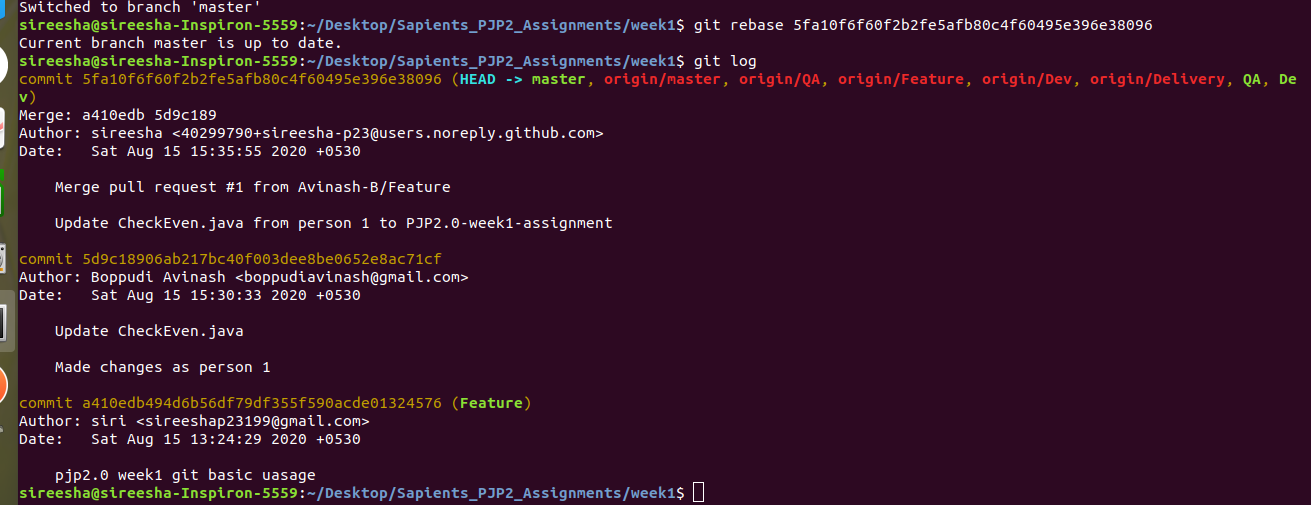 Switched to branch 'master'
sireesha@sireesha-Inspiron-5559:~/Desktop/Sapients_PJP2_Assignments/week1$ git rebase 5fa10f6f60f2b2fe5afb80c4f60495e396e38096
Current branch master is up to date.
sireesha@sireesha-Inspiron-5559:~/Desktop/Sapients_PJP2_Assignments/week1$ git log
commit 5fa10f6f60f2b2fe5afb80c4f60495e396e38096 (HEAD -> master, origin/master, origin/QA, origin/Feature, origin/Dev, origin/Delivery, QA, De
v)
Merge: a410edb 5d9c189
Author: sireesha <40299790+sireesha-p23@users.noreply.github.com>
Date:   Sat Aug 15 15:35:55 2020 +0530
    Merge pull request #1 from Avinash-B/Feature
    Update CheckEven.java from person 1 to PJP2.0-week1-assignment
commit 5d9c18906ab217bc40f003dee8be0652e8ac71cf
Author: Boppudi Avinash <boppudiavinash@gmail.com>
Date:   Sat Aug 15 15:30:33 2020 +0530
    Update CheckEven.java
    Made changes as person 1
commit a410edb494d6b56df79df355f590acde01324576 (Feature)
Author: siri <sireeshap23199@gmail.com>
Date:   Sat Aug 15 13:24:29 2020 +0530
    pjp2.0 week1 git basic uasage
sireesha@sireesha-Inspiron-5559:~/Desktop/Sapients_PJP2_Assignments/week1$